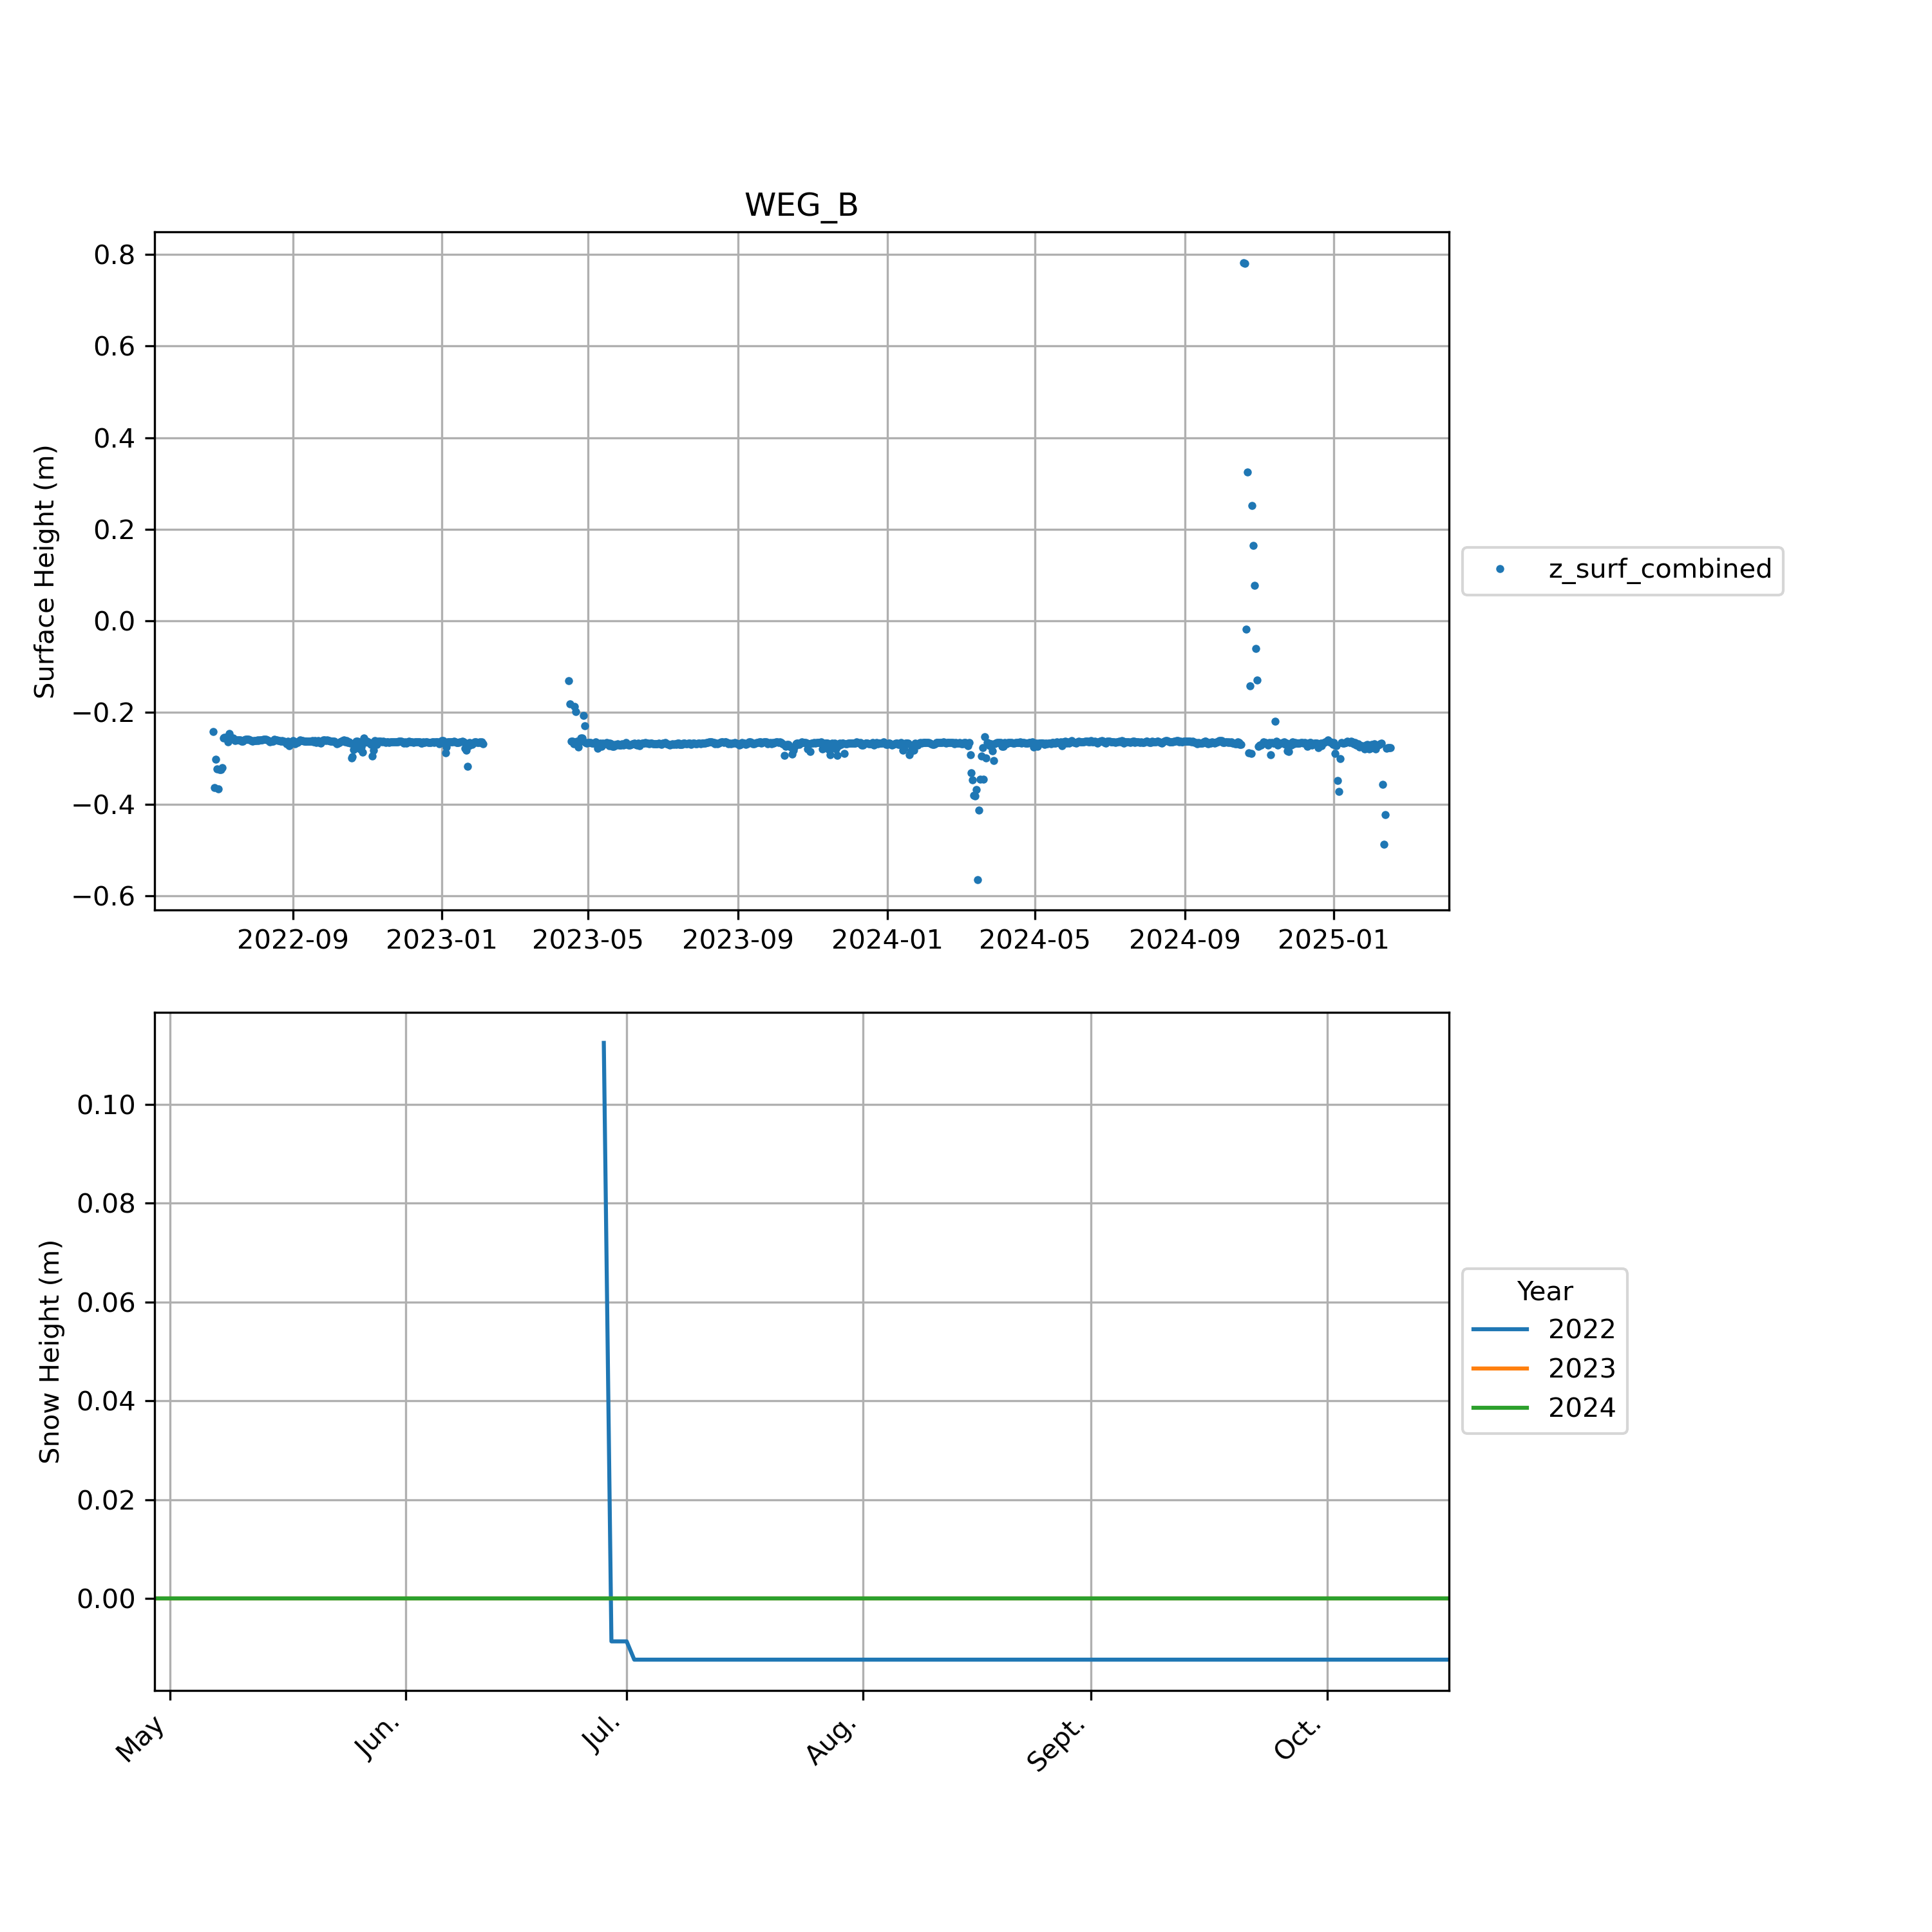 WEG_B
0.8
0.6
0.4
0.2
0.0
−0.2
−0.4
−0.6
Surface Height (m)
2022-09 2023-01 2023-05 2023-09 2024-01 2024-05 2024-09 2025-01
z_surf_combined
0.10
0.08
0.06
0.04
0.02
0.00
Snow Height (m)
May Jun. Jul. Aug. Sept. Oct.
Year
2022
2023
2024